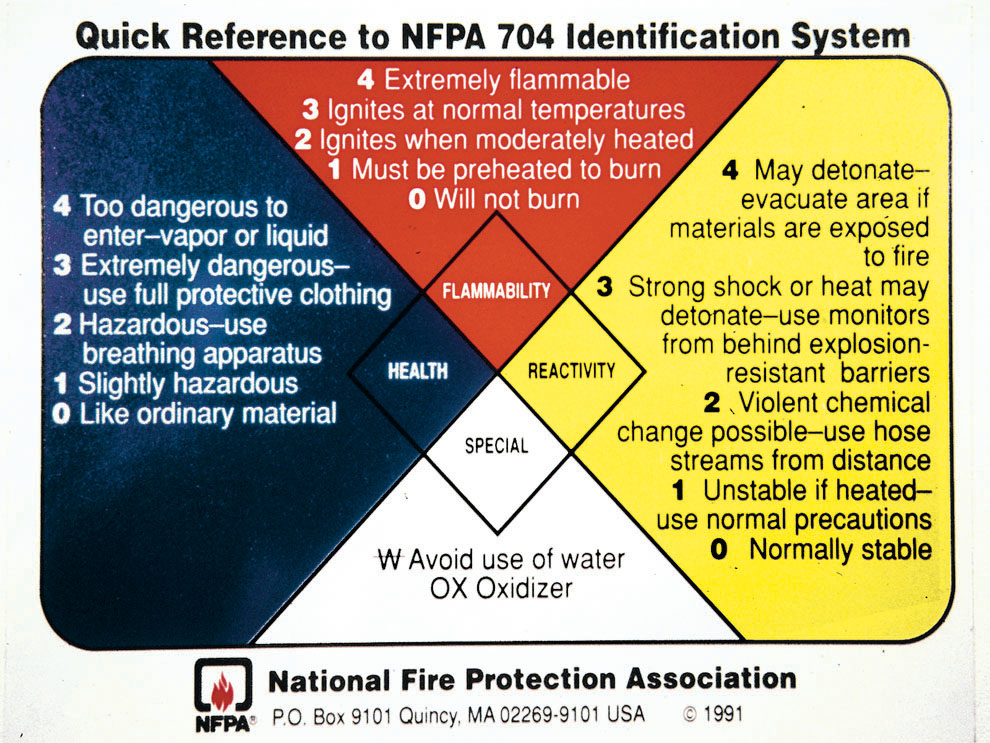 Quick Reference to NFPA 704 Identification System
4 Extremely flammable
3 Ignites at normal temperatures
2 Ignites when moderately heated
1 Must be preheated to burn
0 Will not burn
FLAMMABILITY
4 Too dangerous to
enter–vapor or liquid
3 Extremely dangerous–
use full protective clothing
2 Hazardous–use
breathing apparatus
1 Slightly hazardous
0 Like ordinary material
HEALTH
REACTIVITY
4 May detonate–
evacuate area if
materials are exposed
to fire
3 Strong shock or heat may
detonate–use monitors
from behind explosion-
resistant barriers
2 Violent chemical
change possible–use hose
streams from distance
1 Unstable if heated–
use normal precautions
0 Normally stable
SPECIAL
W̶ Avoid use of water
OX Oxidizer
NFPA®
National Fire Protection Association
P.O. Box 9101 Quincy, MA 02269-9101 USA © 1991